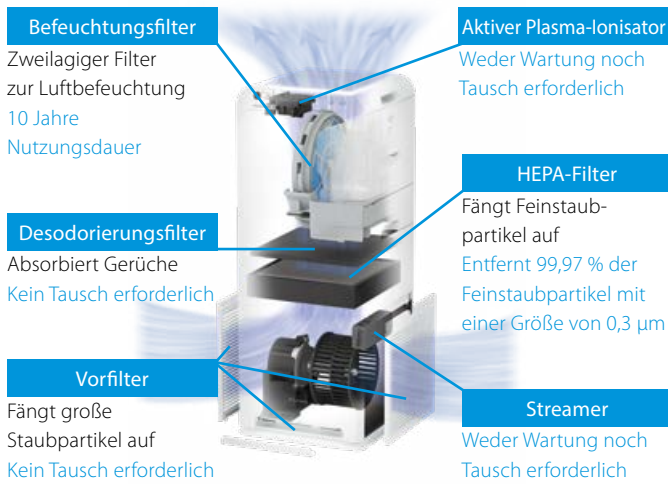 Befeuchtungsfilter
Zweilagiger Filter
zur Luftbefeuchtung
10 Jahre
Nutzungsdauer
Desodorierungsfilter
Absorbiert Gerüche
Kein Tausch erforderlich
Vorfilter
Fängt große
Staubpartikel auf
Kein Tausch erforderlich
Aktiver Plasma-Ionisator
Weder Wartung noch
Tausch erforderlich
HEPA-Filter
Fängt Feinstaub-
partikel auf
Entfernt 99,97 % der
Feinstaubpartikel mit
einer Größe von 0,3 µm
Streamer
Weder Wartung noch
Tausch erforderlich